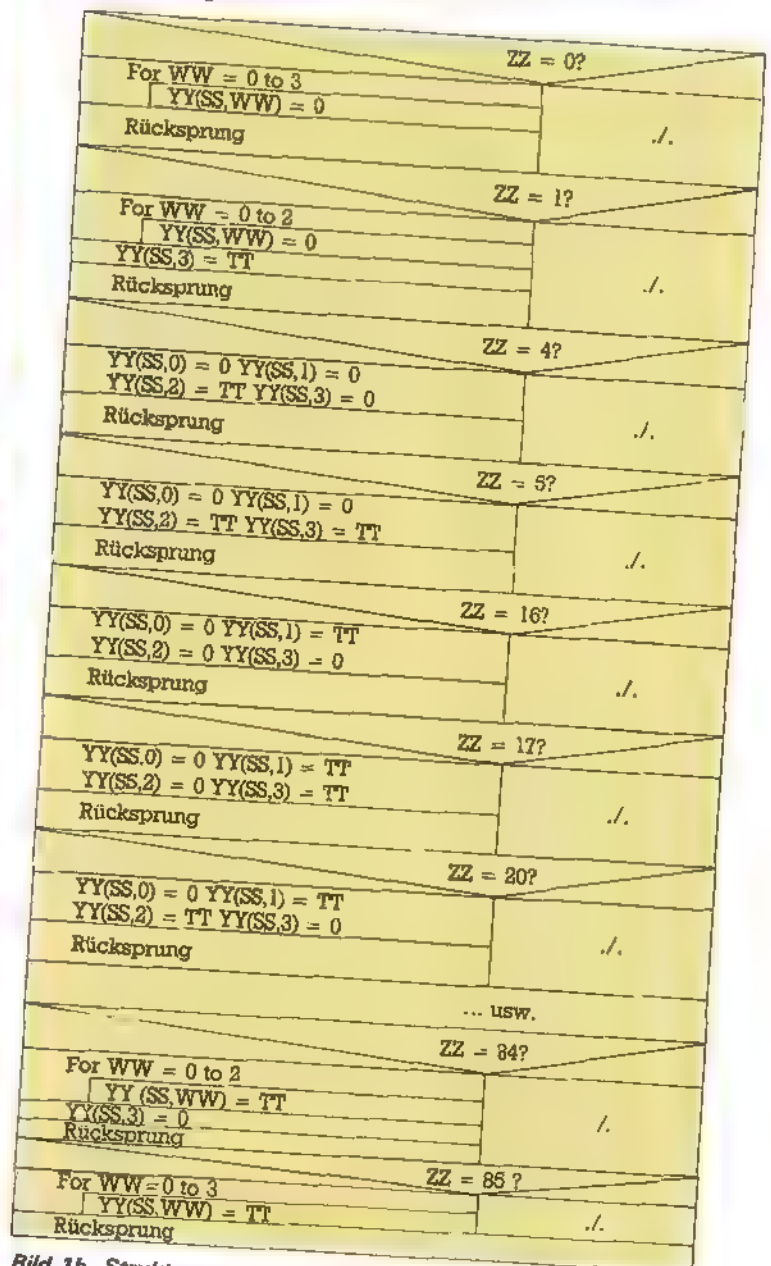 ZZ = 0?
For WW = 0 to 3
YY(SS,WW) = 0
Rücksprung
./.
ZZ = 1?
For WW = 0 to 2
YY(SS,WW) = 0
YY(SS,3) = TT
Rücksprung
./.
ZZ = 4?
YY(SS,0) = 0 YY(SS,1) = 0
YY(SS,2) = TT YY(SS,3) = 0
Rücksprung
./.
ZZ = 5?
YY(SS,0) = 0 YY(SS,1) = 0
YY(SS,2) = TT YY(SS,3) = TT
Rücksprung
./.
ZZ = 16?
YY(SS,0) = 0 YY(SS,1) = TT
YY(SS,2) = 0 YY(SS,3) = 0
Rücksprung
./.
ZZ = 17?
YY(SS.0) = 0 YY(SS,1) = TT
YY(SS,2) = 0 YY(SS,3) = TT
Rücksprung
./.
ZZ = 20?
YY(SS,0) = 0 YY(SS,1) = TT
YY(SS,2) = TT YY(SS,3) = 0
Rücksprung
./.
... usw.
ZZ = 84?
For WW = 0 to 2
YY (SS,WW) = TT
YY(SS,3) = 0
Rücksprung
/.
ZZ = 85 ?
For WW=0 to 3
YY(SS,WW) = TT
Rücksprung
./.
Bild 1b.